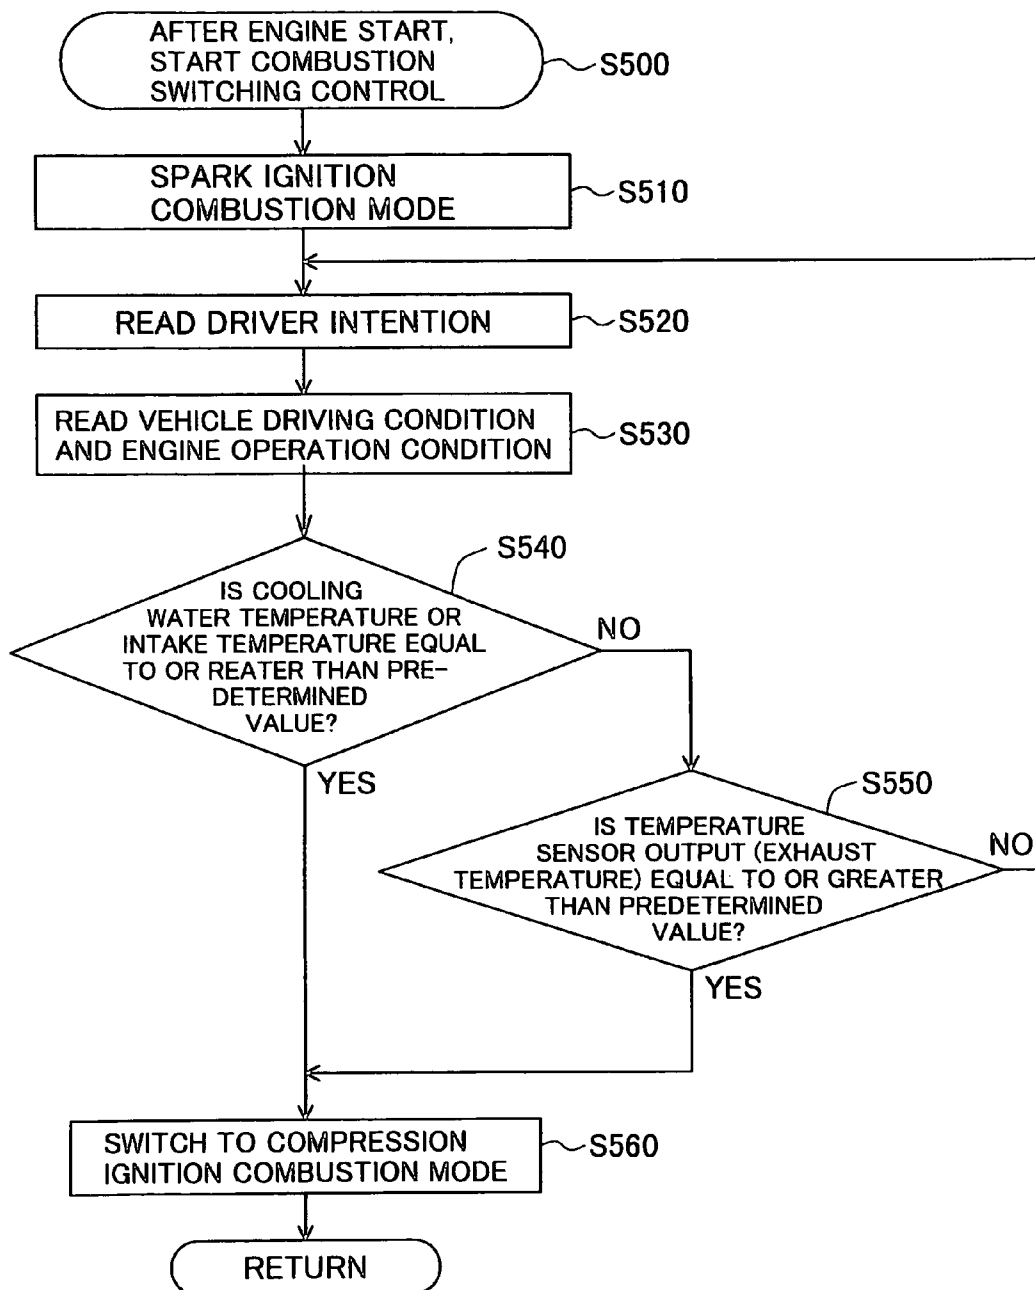 AFTER ENGINE START,
START COMBUSTION
SWITCHING CONTROL
S500
SPARK IGNITION
COMBUSTION MODE
S510
READ DRIVER INTENTION
S520
READ VEHICLE DRIVING CONDITION
AND ENGINE OPERATION CONDITION
S530
S540
IS COOLING
WATER TEMPERATURE OR
INTAKE TEMPERATURE EQUAL
TO OR REATER THAN PRE-
DETERMINED
VALUE?
NO
YES
S550
IS TEMPERATURE
SENSOR OUTPUT (EXHAUST
TEMPERATURE) EQUAL TO OR GREATER
THAN PREDETERMINED
VALUE?
NO
YES
SWITCH TO COMPRESSION
IGNITION COMBUSTION MODE
S560
RETURN